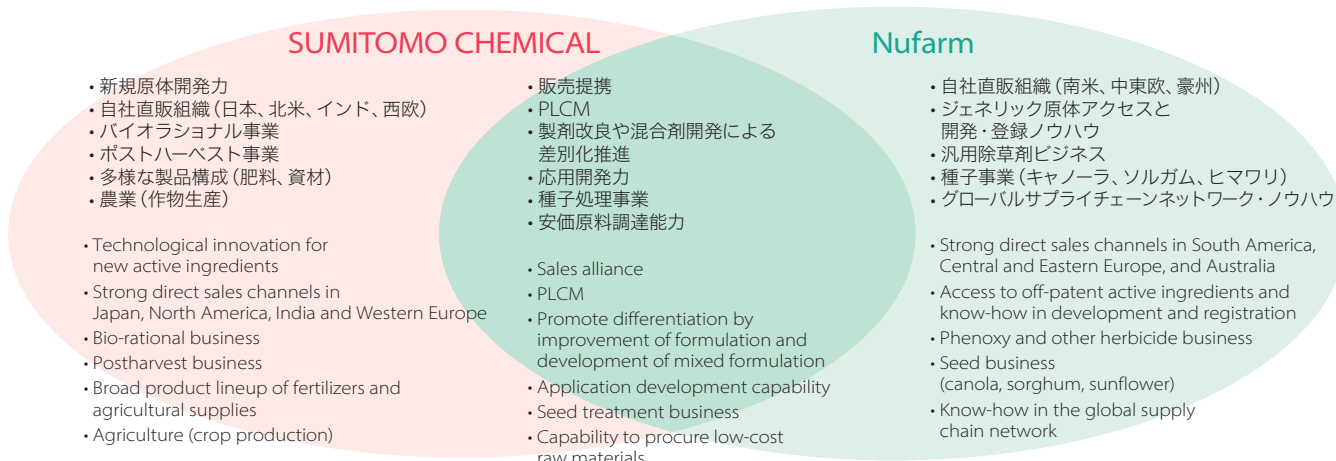 SUMITOMO CHEMICAL
• 新規原体開発力
• 自社直販組織(日本、北米、インド、西欧)
• バイオラショナル事業
• ポストハーベスト事業
• 多様な製品構成(肥料、資材)
• 農業(作物生産)
• Technological innovation for
new active ingredients
• Strong direct sales channels in
Japan, North America, India and Western Europe
• Bio-rational business
• Postharvest business
• Broad product lineup of fertilizers and
agricultural supplies
• Agriculture (crop production)
• 販売提携
• PLCM
• 製剤改良や混合剤開発による
差別化推進
• 応用開発力
• 種子処理事業
• 安価原料調達能力
• Sales alliance
• PLCM
• Promote differentiation by
improvement of formulation and
development of mixed formulation
• Application development capability
• Seed treatment business
• Capability to procure low-cost
raw materials
Nufarm
• 自社直販組織(南米、中東欧、豪州)
• ジェネリック原体アクセスと
開発・登録ノウハウ
• 汎用除草剤ビジネス
• 種子事業(キャノーラ、ソルガム、ヒマワリ)
• グローバルサプライチェーンネットワーク・ノウハウ
• Strong direct sales channels in South America,
Central and Eastern Europe, and Australia
• Access to off-patent active ingredients and
know-how in development and registration
• Phenoxy and other herbicide business
• Seed business
(canola, sorghum, sunflower)
• Know-how in the global supply
chain network